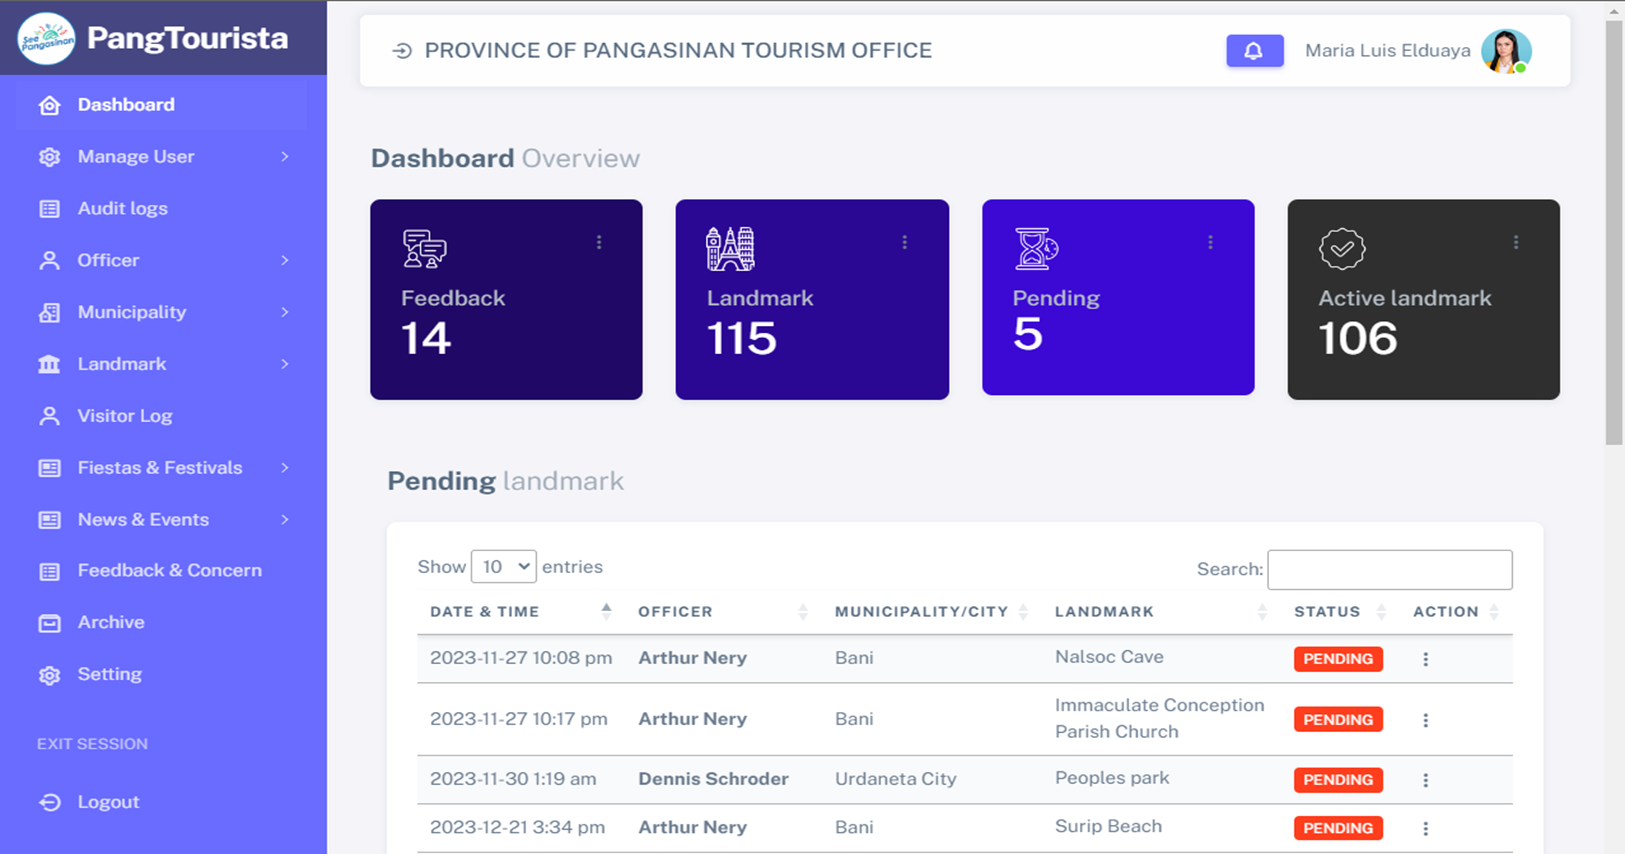 See
Pangasinan
PangTourista
Dashboard
Manage User
Audit logs
Officer
Municipality
Landmark
Visitor Log
Fiestas & Festivals
News & Events
Feedback & Concern
Archive
Setting
EXIT SESSION
Logout
PROVINCE OF PANGASINAN TOURISM OFFICE
Maria Luis Elduaya
Dashboard Overview
Feedback
14
Landmark
115
Pending
5
Active landmark
106
Pending landmark
Show 10 entries
Search:
DATE & TIME OFFICER MUNICIPALITY/CITY LANDMARK STATUS ACTION
2023-11-27 10:08 pm Arthur Nery Bani Nalsoc Cave PENDING
2023-11-27 10:17 pm Arthur Nery Bani Immaculate Conception
Parish Church PENDING
2023-11-30 1:19 am Dennis Schroder Urdaneta City Peoples park PENDING
2023-12-21 3:34 pm Arthur Nery Bani Surip Beach PENDING